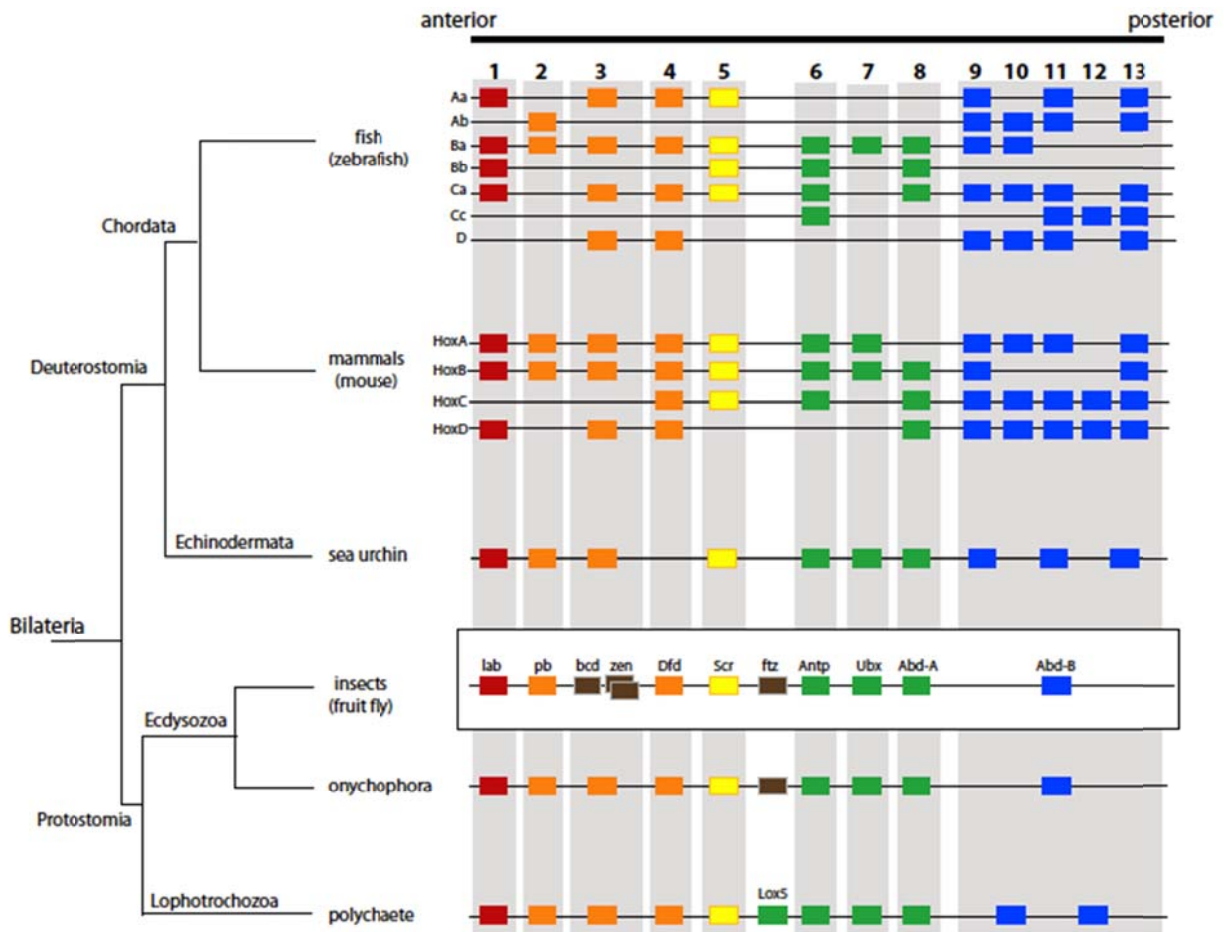 anterior posterior
1 2 3 4 5 6 7 8 9 10 11 12 13
Aa
Ab
fish
(zebrafish)
Ba
Bb
Ca
Chordata
Cc
D
HoxA
Deuterostomia
mammals
(mouse)
HoxB
HoxC
HoxD
Echinodermata
sea urchin
Bilateria
lab pb bcd zen Dfd Scr ftz Antp Ubx Abd-A Abd-B
insects
(fruit fly)
Ecdysozoa
onychophora
Protostomia
Lox5
Lophotrochozoa
polychaete